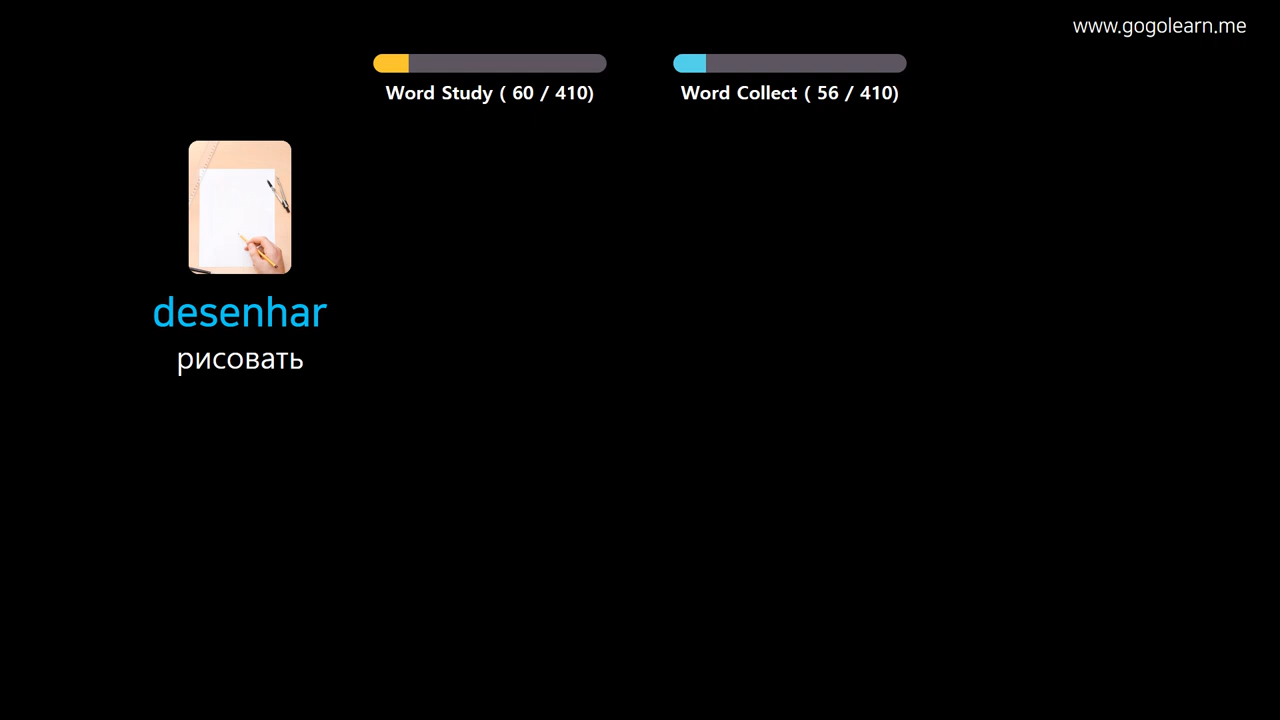 www.gogolearn.me
Word Study ( 60 / 410)
Word Collect ( 56 / 410)
desenhar
рисовать